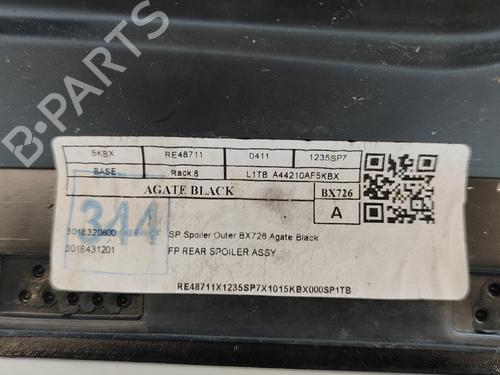 B-PARTS
5KBX RE48711 0411 1235SP7
BASE Rack 8 L1TB A44210AF5KBX
AGATE BLACK BX726
A
344
3018320800 SP Spoiler Outer BX726 Agate Black
3018431201 FP REAR SPOILER ASSY
RE48711X1235SP7X1015KBX000SP1TB